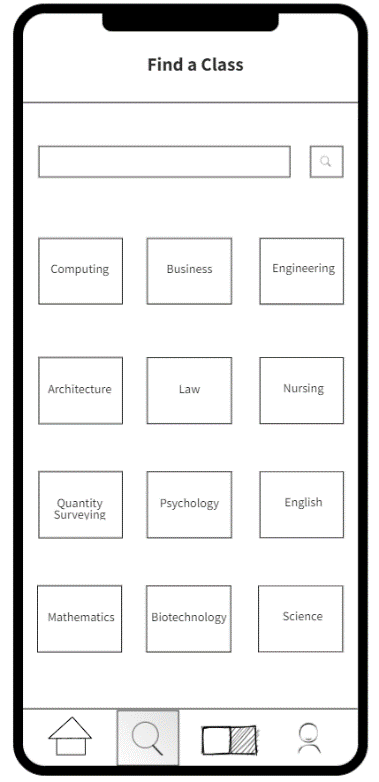 Find a Class
Computing
Business
Engineering
Architecture
Law
Nursing
Quantity
Surveying
Psychology
English
Mathematics
Biotechnology
Science